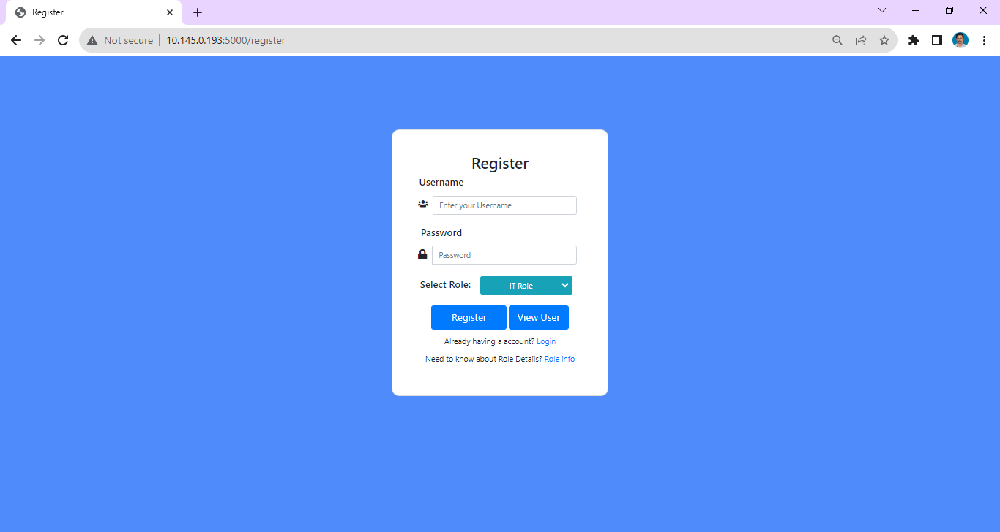 Register
Not secure 10.145.0.193:5000/register
Register
Username
Enter your Username
Password
Password
Select Role: IT Role
Register View User
Already having a account? Login
Need to know about Role Details? Role info